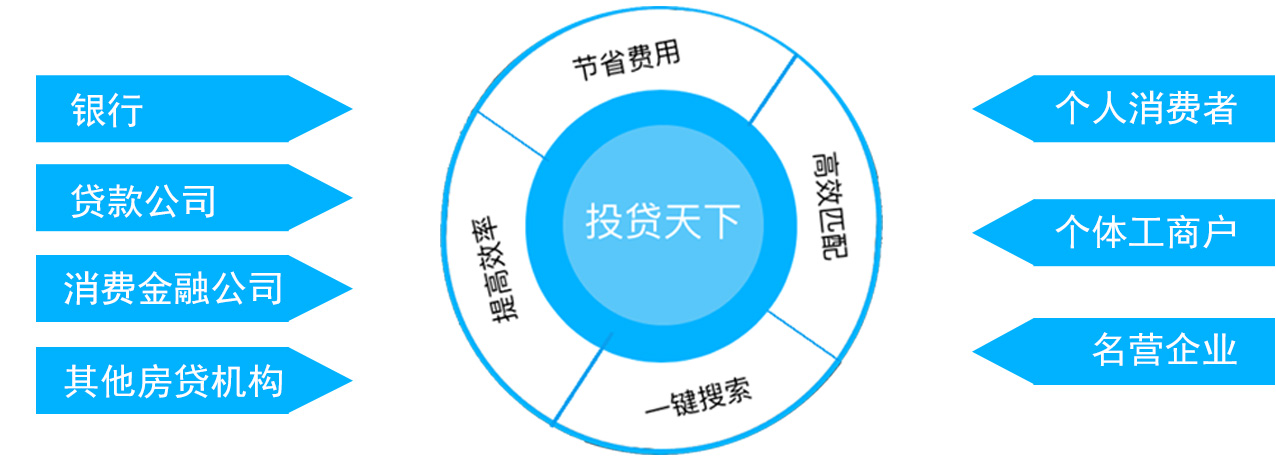 银行
贷款公司
消费金融公司
其他房贷机构
节省费用
高效匹配
一键搜索
提高效率
投贷天下
个人消费者
个体工商户
名营企业